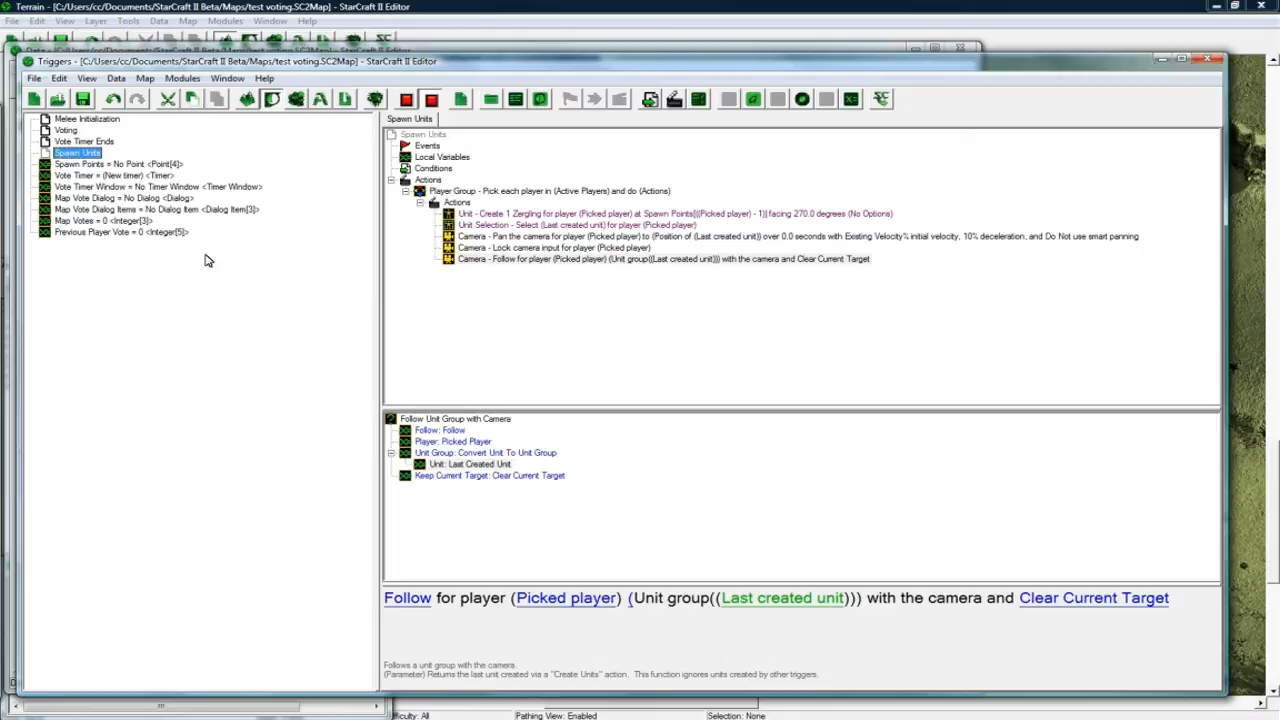 Terrain - [C:/Users/cc/Documents/StarCraft II Beta/Maps/test voting.SC2Map] - StarCraft II Editor
File Edit View Layer Tools Data Map Modules Window Help
Triggers - [C:/Users/cc/Documents/StarCraft II Beta/Maps/test voting.SC2Map] - StarCraft II Editor
File Edit View Data Map Modules Window Help
Melee Initialization
Voting
Vote Timer Ends
Spawn Units
Spawn Points = No Point <Point[4]>
Vote Timer = (New timer) <Timer>
Vote Timer Window = No Timer Window <Timer Window>
Map Vote Dialog = No Dialog <Dialog>
Map Vote Dialog Items = No Dialog Item <Dialog Item[3]>
Map Votes = 0 <Integer[3]>
Previous Player Vote = 0 <Integer[5]>
Spawn Units
Spawn Units
Events
Local Variables
Conditions
Actions
Player Group - Pick each player in (Active Players) and do (Actions)
Actions
Unit - Create 1 Zergling for player (Picked player) at Spawn Points[((Picked player) - 1)] facing 270.0 degrees (No Options)
Unit Selection - Select (Last created unit) for player (Picked player)
Camera - Pan the camera for player (Picked player) to (Position of (Last created unit)) over 0.0 seconds with Existing Velocity% initial velocity, 10% deceleration, and Do Not use smart panning
Camera - Lock camera input for player (Picked player)
Camera - Follow for player (Picked player) (Unit group((Last created unit))) with the camera and Clear Current Target
Follow Unit Group with Camera
Follow: Follow
Player: Picked Player
Unit Group: Convert Unit To Unit Group
Unit: Last Created Unit
Keep Current Target: Clear Current Target
Follow for player (Picked player) (Unit group((Last created unit))) with the camera and Clear Current Target
Follows a unit group with the camera.
(Parameter) Returns the last unit created via a "Create Units" action. This function ignores units created by other triggers.
Pathing View: Enabled
Selection: None